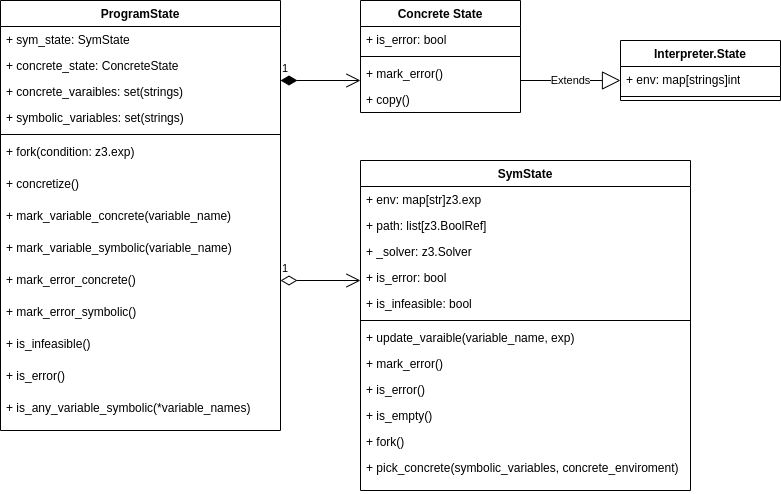 ProgramState
+ sym_state: SymState
+ concrete_state: ConcreteState
+ concrete_varaibles: set(strings)
+ symbolic_variables: set(strings)
+ fork(condition: z3.exp)
+ concretize()
+ mark_variable_concrete(variable_name)
+ mark_variable_symbolic(variable_name)
+ mark_error_concrete()
+ mark_error_symbolic()
+ is_infeasible()
+ is_error()
+ is_any_variable_symbolic(*variable_names)
1
1
Concrete State
+ is_error: bool
+ mark_error()
+ copy()
Extends
Interpreter.State
+ env: map[strings]int
SymState
+ env: map[str]z3.exp
+ path: list[z3.BoolRef]
+ _solver: z3.Solver
+ is_error: bool
+ is_infeasible: bool
+ update_varaible(variable_name, exp)
+ mark_error()
+ is_error()
+ is_empty()
+ fork()
+ pick_concrete(symbolic_variables, concrete_enviroment)